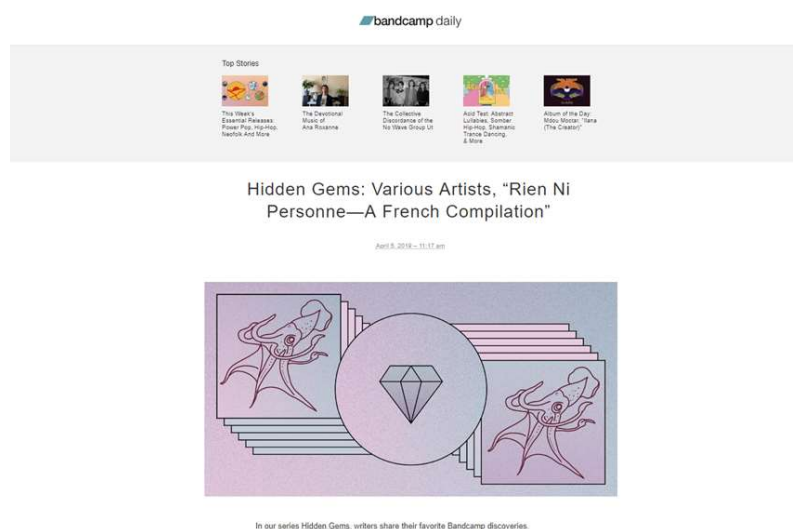 bandcamp daily
Top Stories
This Week's
Essential Releases:
Power Pop, Hip-Hop,
Neofolk And More
The Devotional
Music of
Ana Roxanne
The Collective
Discordance of the
No Wave Group Ut
Acid Test: Abstract
Lullabies, Somber
Hip-Hop, Shamanic
Trance Dancing,
& More
Album of the Day:
Mdou Moctar, “Ilana
(The Creator)”
Hidden Gems: Various Artists, “Rien Ni
Personne—A French Compilation”
April 5, 2019 – 11:17 am
In our series Hidden Gems, writers share their favorite Bandcamp discoveries.